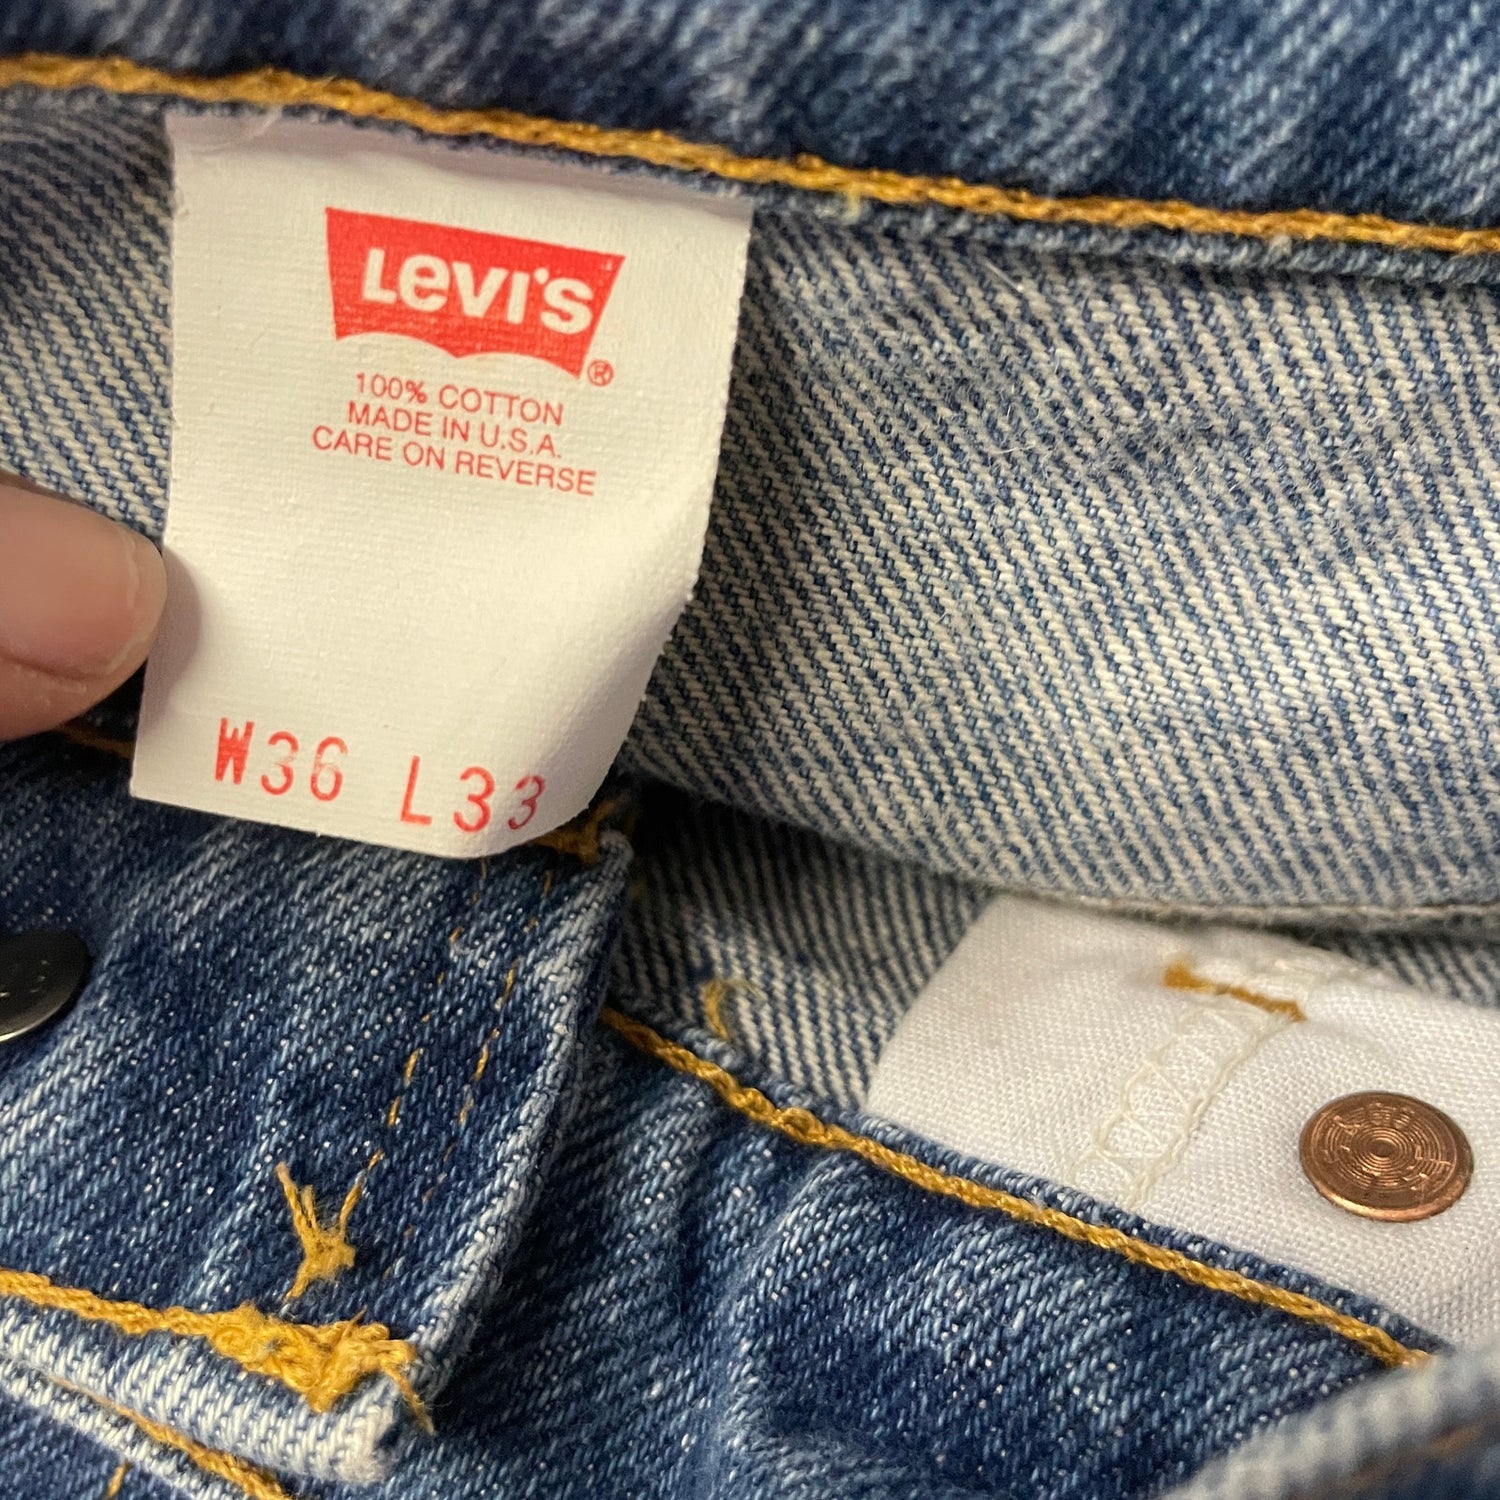 LEVI'S ®
100% COTTON
MADE IN U.S.A.
CARE ON REVERSE
W36 L33